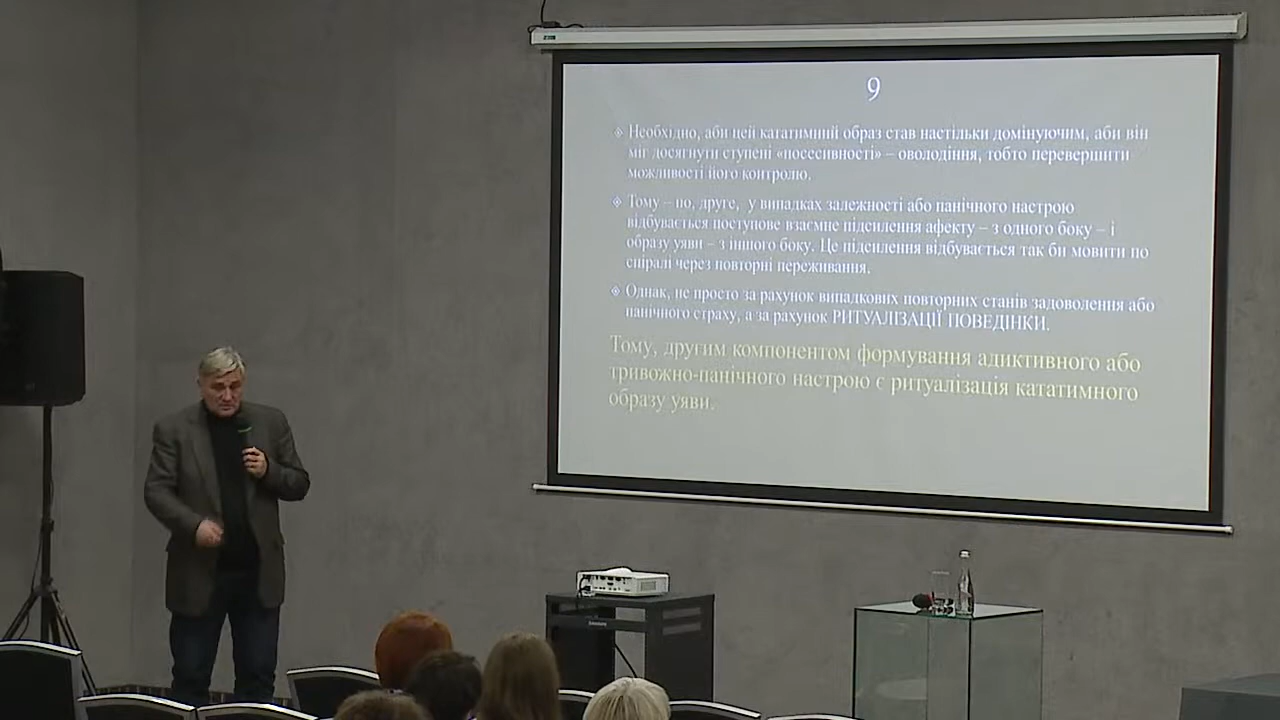 9
Необхідно, аби цей кататимний образ став настільки домінуючим, аби він
міг досягнути ступені «посесивності» – оволодіння, тобто перевершити
можливості його контролю.
Тому – по, друге, у випадках залежності або панічного настрою
відбувається поступове взаємне підсилення афекту – з одного боку – і
образу уяви – з іншого боку. Це підсилення відбувається так би мовити по
спіралі через повторні переживання.
Однак, не просто за рахунок випадкових повторних станів задоволення або
панічного страху, а за рахунок РИТУАЛІЗАЦІЇ ПОВЕДІНКИ.
Тому, другим компонентом формування адиктивного або
тривожно-панічного настрою є ритуалізація кататимного
образу уяви.